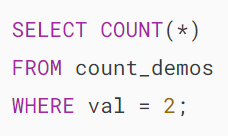 SELECT COUNT(*)
FROM count_demos
WHERE val = 2;